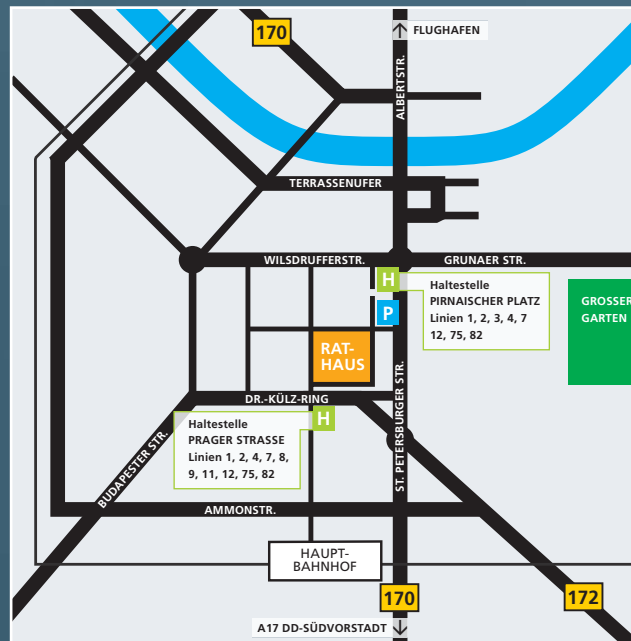 170
FLUGHAFEN
ALBERTSTR.
TERRASSENUFER
WILSDRUFFERSTR.
GRUNAER STR.
H
Haltestelle
PIRNAISCHER PLATZ
Linien 1, 2, 3, 4, 7
12, 75, 82
GROSSER
GARTEN
P
RAT-
HAUS
ST. PETERSBURGER STR.
DR.-KÜLZ-RING
H
Haltestelle
PRAGER STRASSE
Linien 1, 2, 4, 7, 8,
9, 11, 12, 75, 82
BUDAPESTER STR.
AMMONSTR.
HAUPT-
BAHNHOF
170
172
A17 DD-SÜDVORSTADT